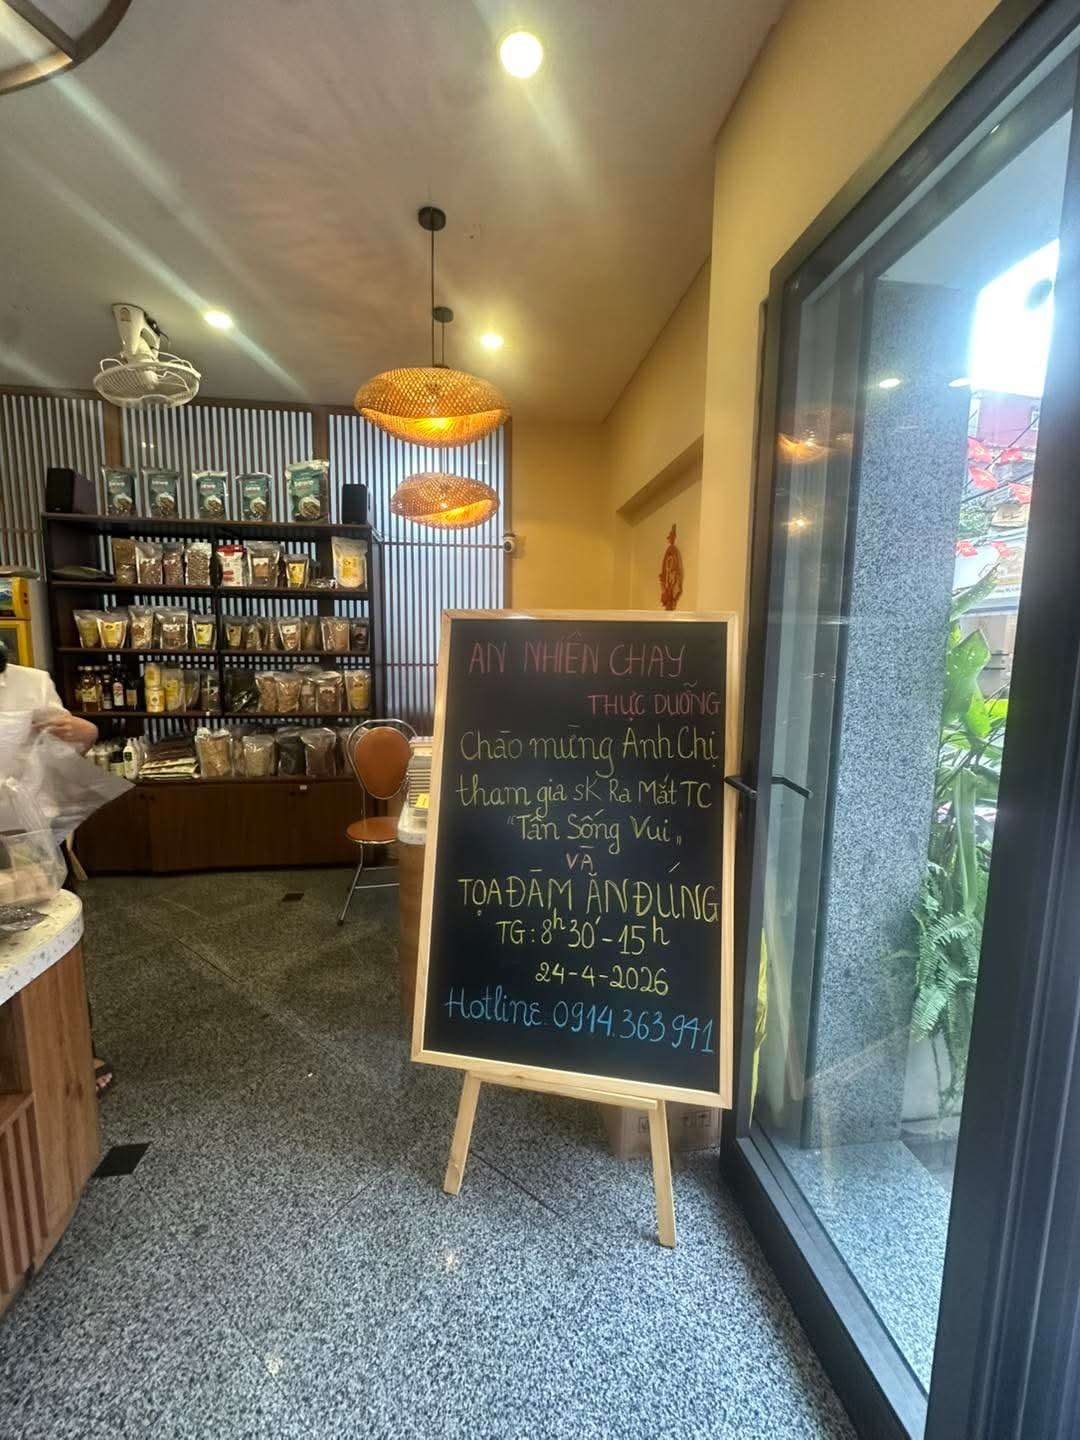 AN NHIÊN CHAY
THỰC DƯỠNG
Chào mừng Anh Chị
tham gia sK Ra Mắt TC
"Tân Sống Vui"
VÀ
TỌA ĐÀM ĂN ĐÚNG
TG: 8h30'-15h
24-4-2026
Hotline: 0914.363 941